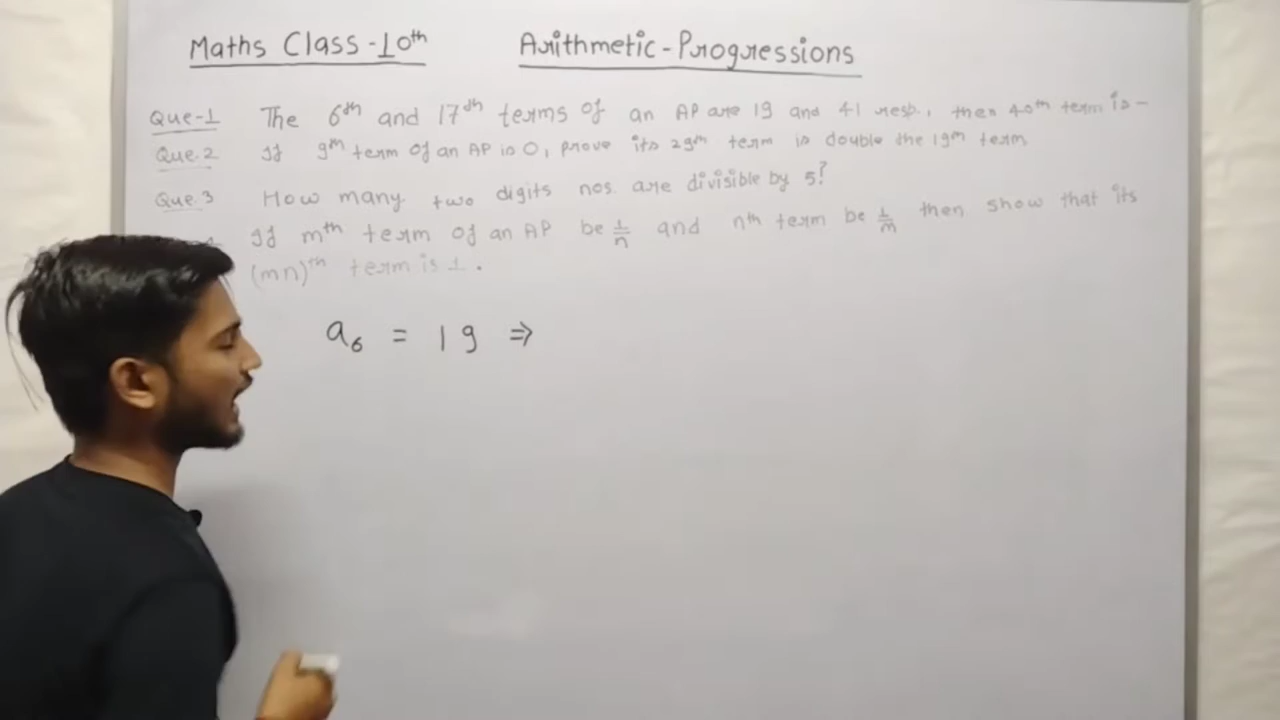 Maths Class-10th Arithmetic-Progressions
Que-1 The 6th and 17th terms of an AP are 19 and 41 resp., then 40th term is-
Que.2 If 9th term of an AP is 0, prove its 29th term is double the 19th term
Que.3 How many two digits nos are divisible by 5?
If mth term of an AP be 1/n and nth term be 1/m then show that its
(mn)th term is 1.
a6 = 19 ⇒